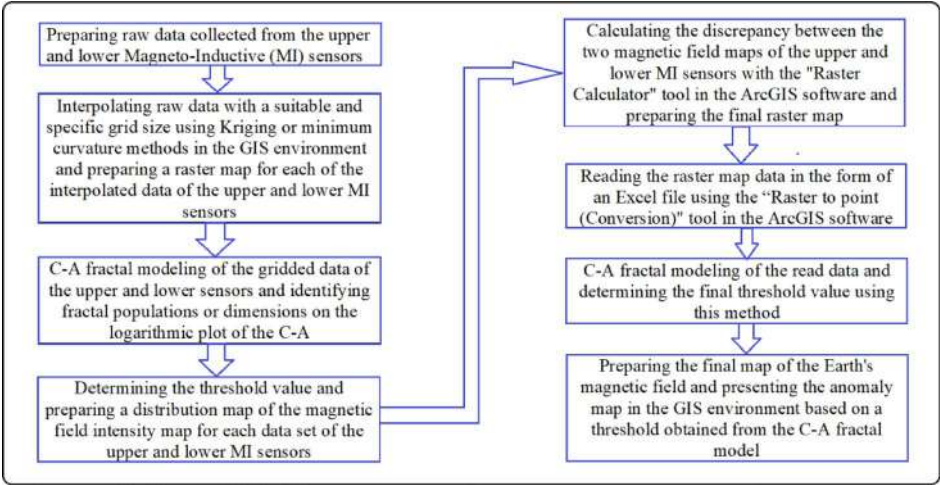 Preparing raw data collected from the upper
and lower Magneto-Inductive (MI) sensors
Interpolating raw data with a suitable and
specific grid size using Kriging or minimum
curvature methods in the GIS environment
and preparing a raster map for each of the
interpolated data of the upper and lower MI
sensors
C-A fractal modeling of the gridded data of
the upper and lower sensors and identifying
fractal populations or dimensions on the
logarithmic plot of the C-A
Determining the threshold value and
preparing a distribution map of the magnetic
field intensity map for each data set of the
upper and lower MI sensors
Calculating the discrepancy between the
two magnetic field maps of the upper and
lower MI sensors with the "Raster
Calculator" tool in the ArcGIS software and
preparing the final raster map
Reading the raster map data in the form of
an Excel file using the “Raster to point
(Conversion)" tool in the ArcGIS software
C-A fractal modeling of the read data and
determining the final threshold value using
this method
Preparing the final map of the Earth's
magnetic field and presenting the anomaly
map in the GIS environment based on a
threshold obtained from the C-A fractal
model